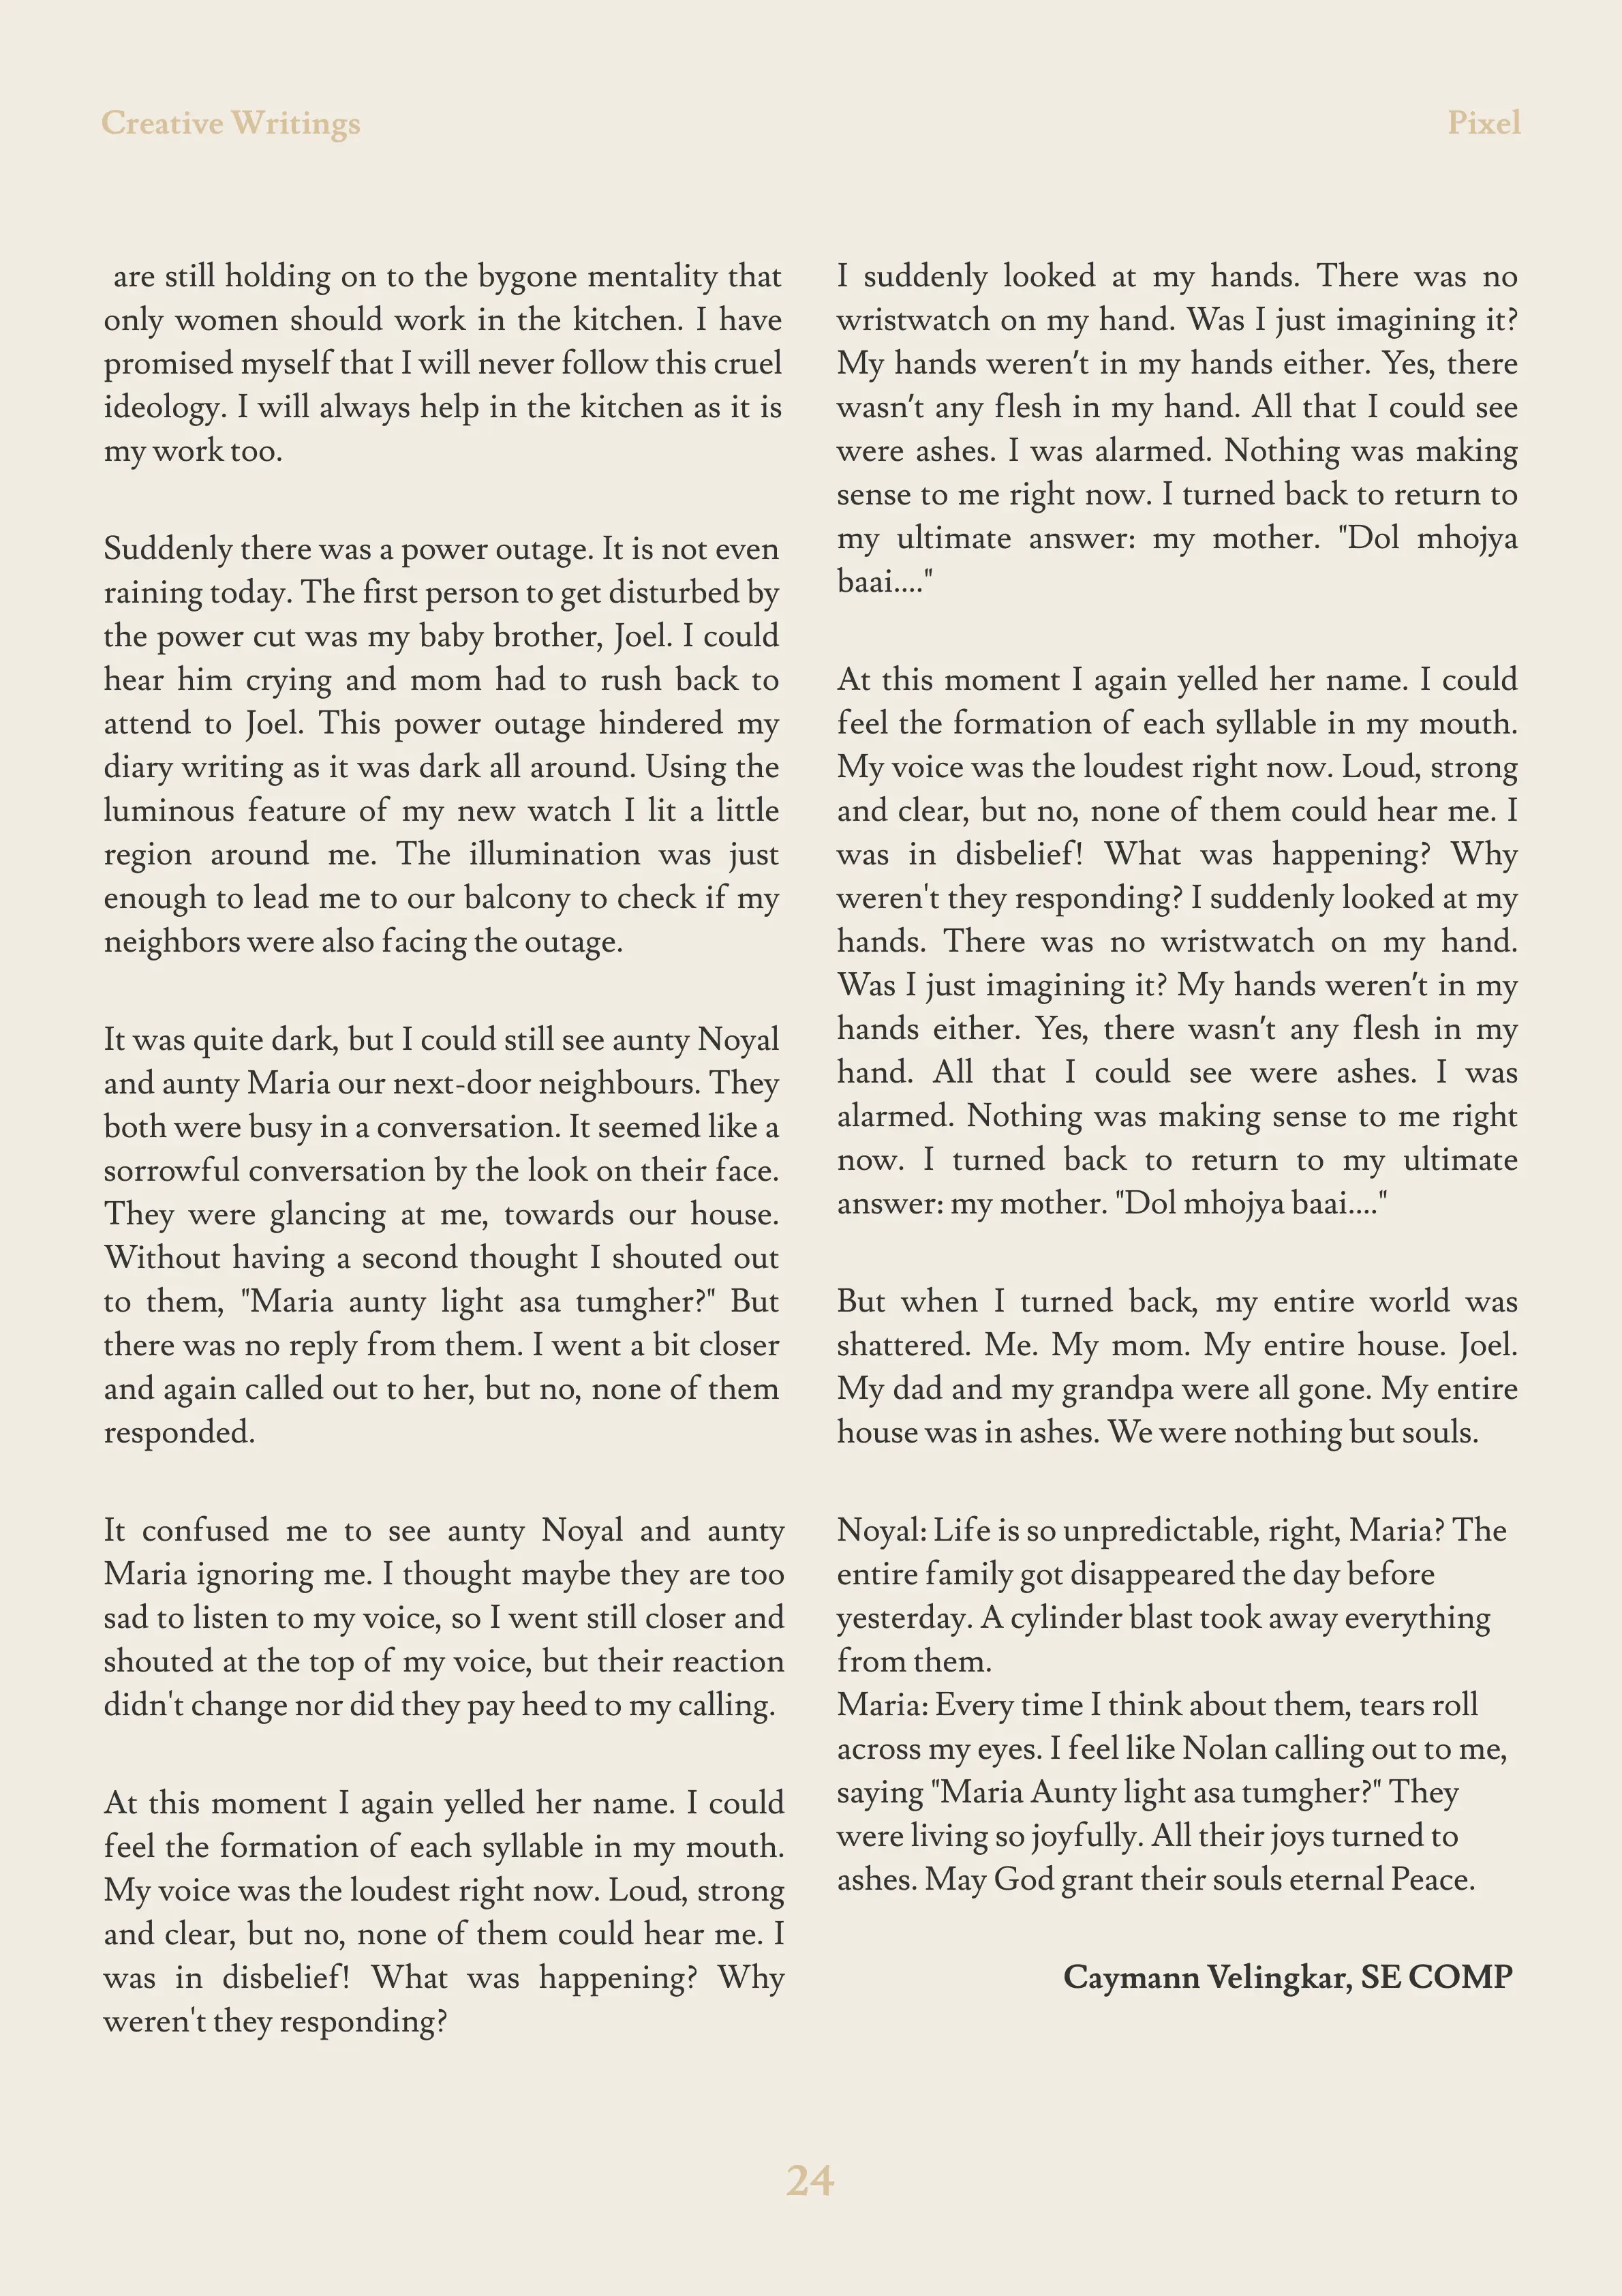 Creative Writings
Pixel
are still holding on to the bygone mentality that
only women should work in the kitchen. I have
promised myself that I will never follow this cruel
ideology. I will always help in the kitchen as it is
my work too.
Suddenly there was a power outage. It is not even
raining today. The first person to get disturbed by
the power cut was my baby brother, Joel. I could
hear him crying and mom had to rush back to
attend to Joel. This power outage hindered my
diary writing as it was dark all around. Using the
luminous feature of my new watch I lit a little
region around me. The illumination was just
enough to lead me to our balcony to check if my
neighbors were also facing the outage.
It was quite dark, but I could still see aunty Noyal
and aunty Maria our next-door neighbours. They
both were busy in a conversation. It seemed like a
sorrowful conversation by the look on their face.
They were glancing at me, towards our house.
Without having a second thought I shouted out
to them, "Maria aunty light asa tumgher?" But
there was no reply from them. I went a bit closer
and again called out to her, but no, none of them
responded.
It confused me to see aunty Noyal and aunty
Maria ignoring me. I thought maybe they are too
sad to listen to my voice, so I went still closer and
shouted at the top of my voice, but their reaction
didn't change nor did they pay heed to my calling.
At this moment I again yelled her name. I could
feel the formation of each syllable in my mouth.
My voice was the loudest right now. Loud, strong
and clear, but no, none of them could hear me. I
was in disbelief! What was happening? Why
weren't they responding?
I suddenly looked at my hands. There was no
wristwatch on my hand. Was I just imagining it?
My hands weren't in my hands either. Yes, there
wasn't any flesh in my hand. All that I could see
were ashes. I was alarmed. Nothing was making
sense to me right now. I turned back to return to
my ultimate answer: my mother. "Dol mhojya
baai...."
At this moment I again yelled her name. I could
feel the formation of each syllable in my mouth.
My voice was the loudest right now. Loud, strong
and clear, but no, none of them could hear me. I
was in disbelief! What was happening? Why
weren't they responding? I suddenly looked at my
hands. There was no wristwatch on my hand.
Was I just imagining it? My hands weren't in my
hands either. Yes, there wasn't any flesh in my
hand. All that I could see were ashes. I was
alarmed. Nothing was making sense to me right
now. I turned back to return to my ultimate
answer: my mother. "Dol mhojya baai...."
But when I turned back, my entire world was
shattered. Me. My mom. My entire house. Joel.
My dad and my grandpa were all gone. My entire
house was in ashes. We were nothing but souls.
Noyal: Life is so unpredictable, right, Maria? The
entire family got disappeared the day before
yesterday. A cylinder blast took away everything
from them.
Maria: Every time I think about them, tears roll
across my eyes. I feel like Nolan calling out to me,
saying "Maria Aunty light asa tumgher?" They
were living so joyfully. All their joys turned to
ashes. May God grant their souls eternal Peace.
Caymann Velingkar, SE COMP
24